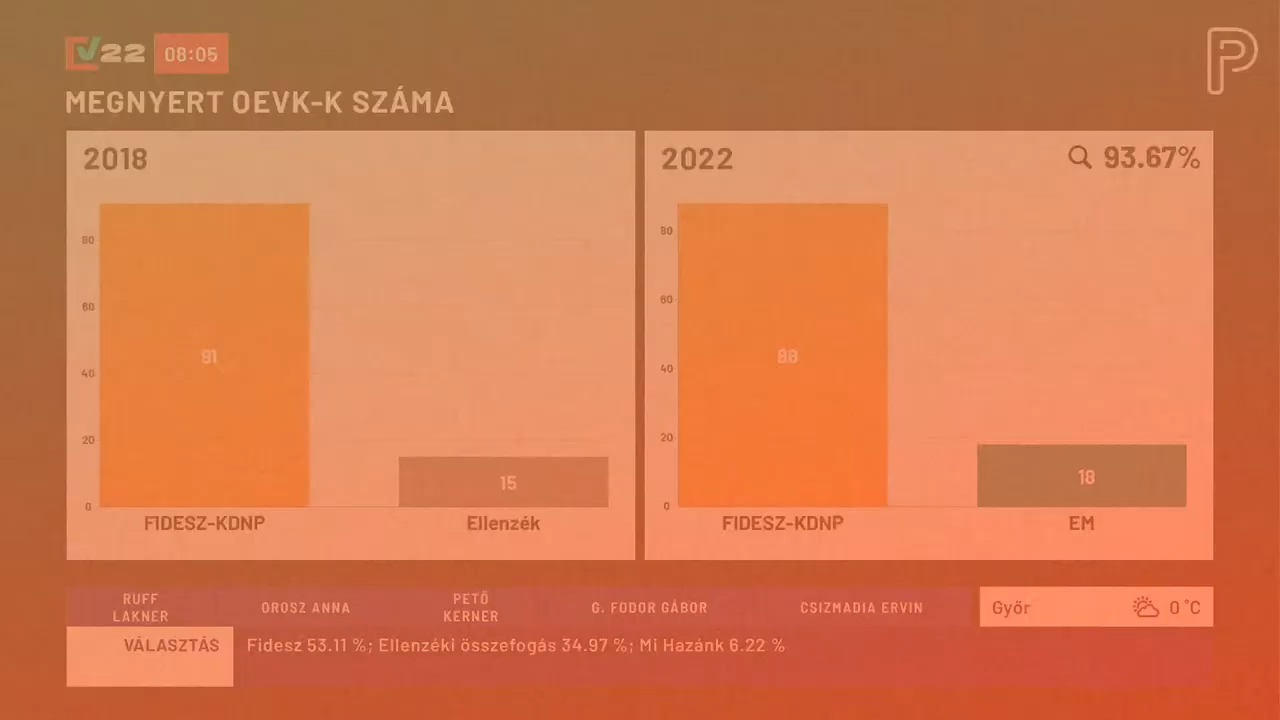 22 08:05
P
MEGNYERT OEVK-K SZÁMA
2018
80
60
40
20
0
91
15
FIDESZ-KDNP Ellenzék
2022 93.67%
80
60
40
20
0
88
18
FIDESZ-KDNP EM
RUFF
LAKNER
OROSZ ANNA
PETŐ
KERNER
G. FODOR GÁBOR
CSIZMADIA ERVIN
Győr 0 °C
VÁLASZTÁS Fidesz 53.11 %; Ellenzéki összefogás 34.97 %; Mi Hazánk 6.22 %